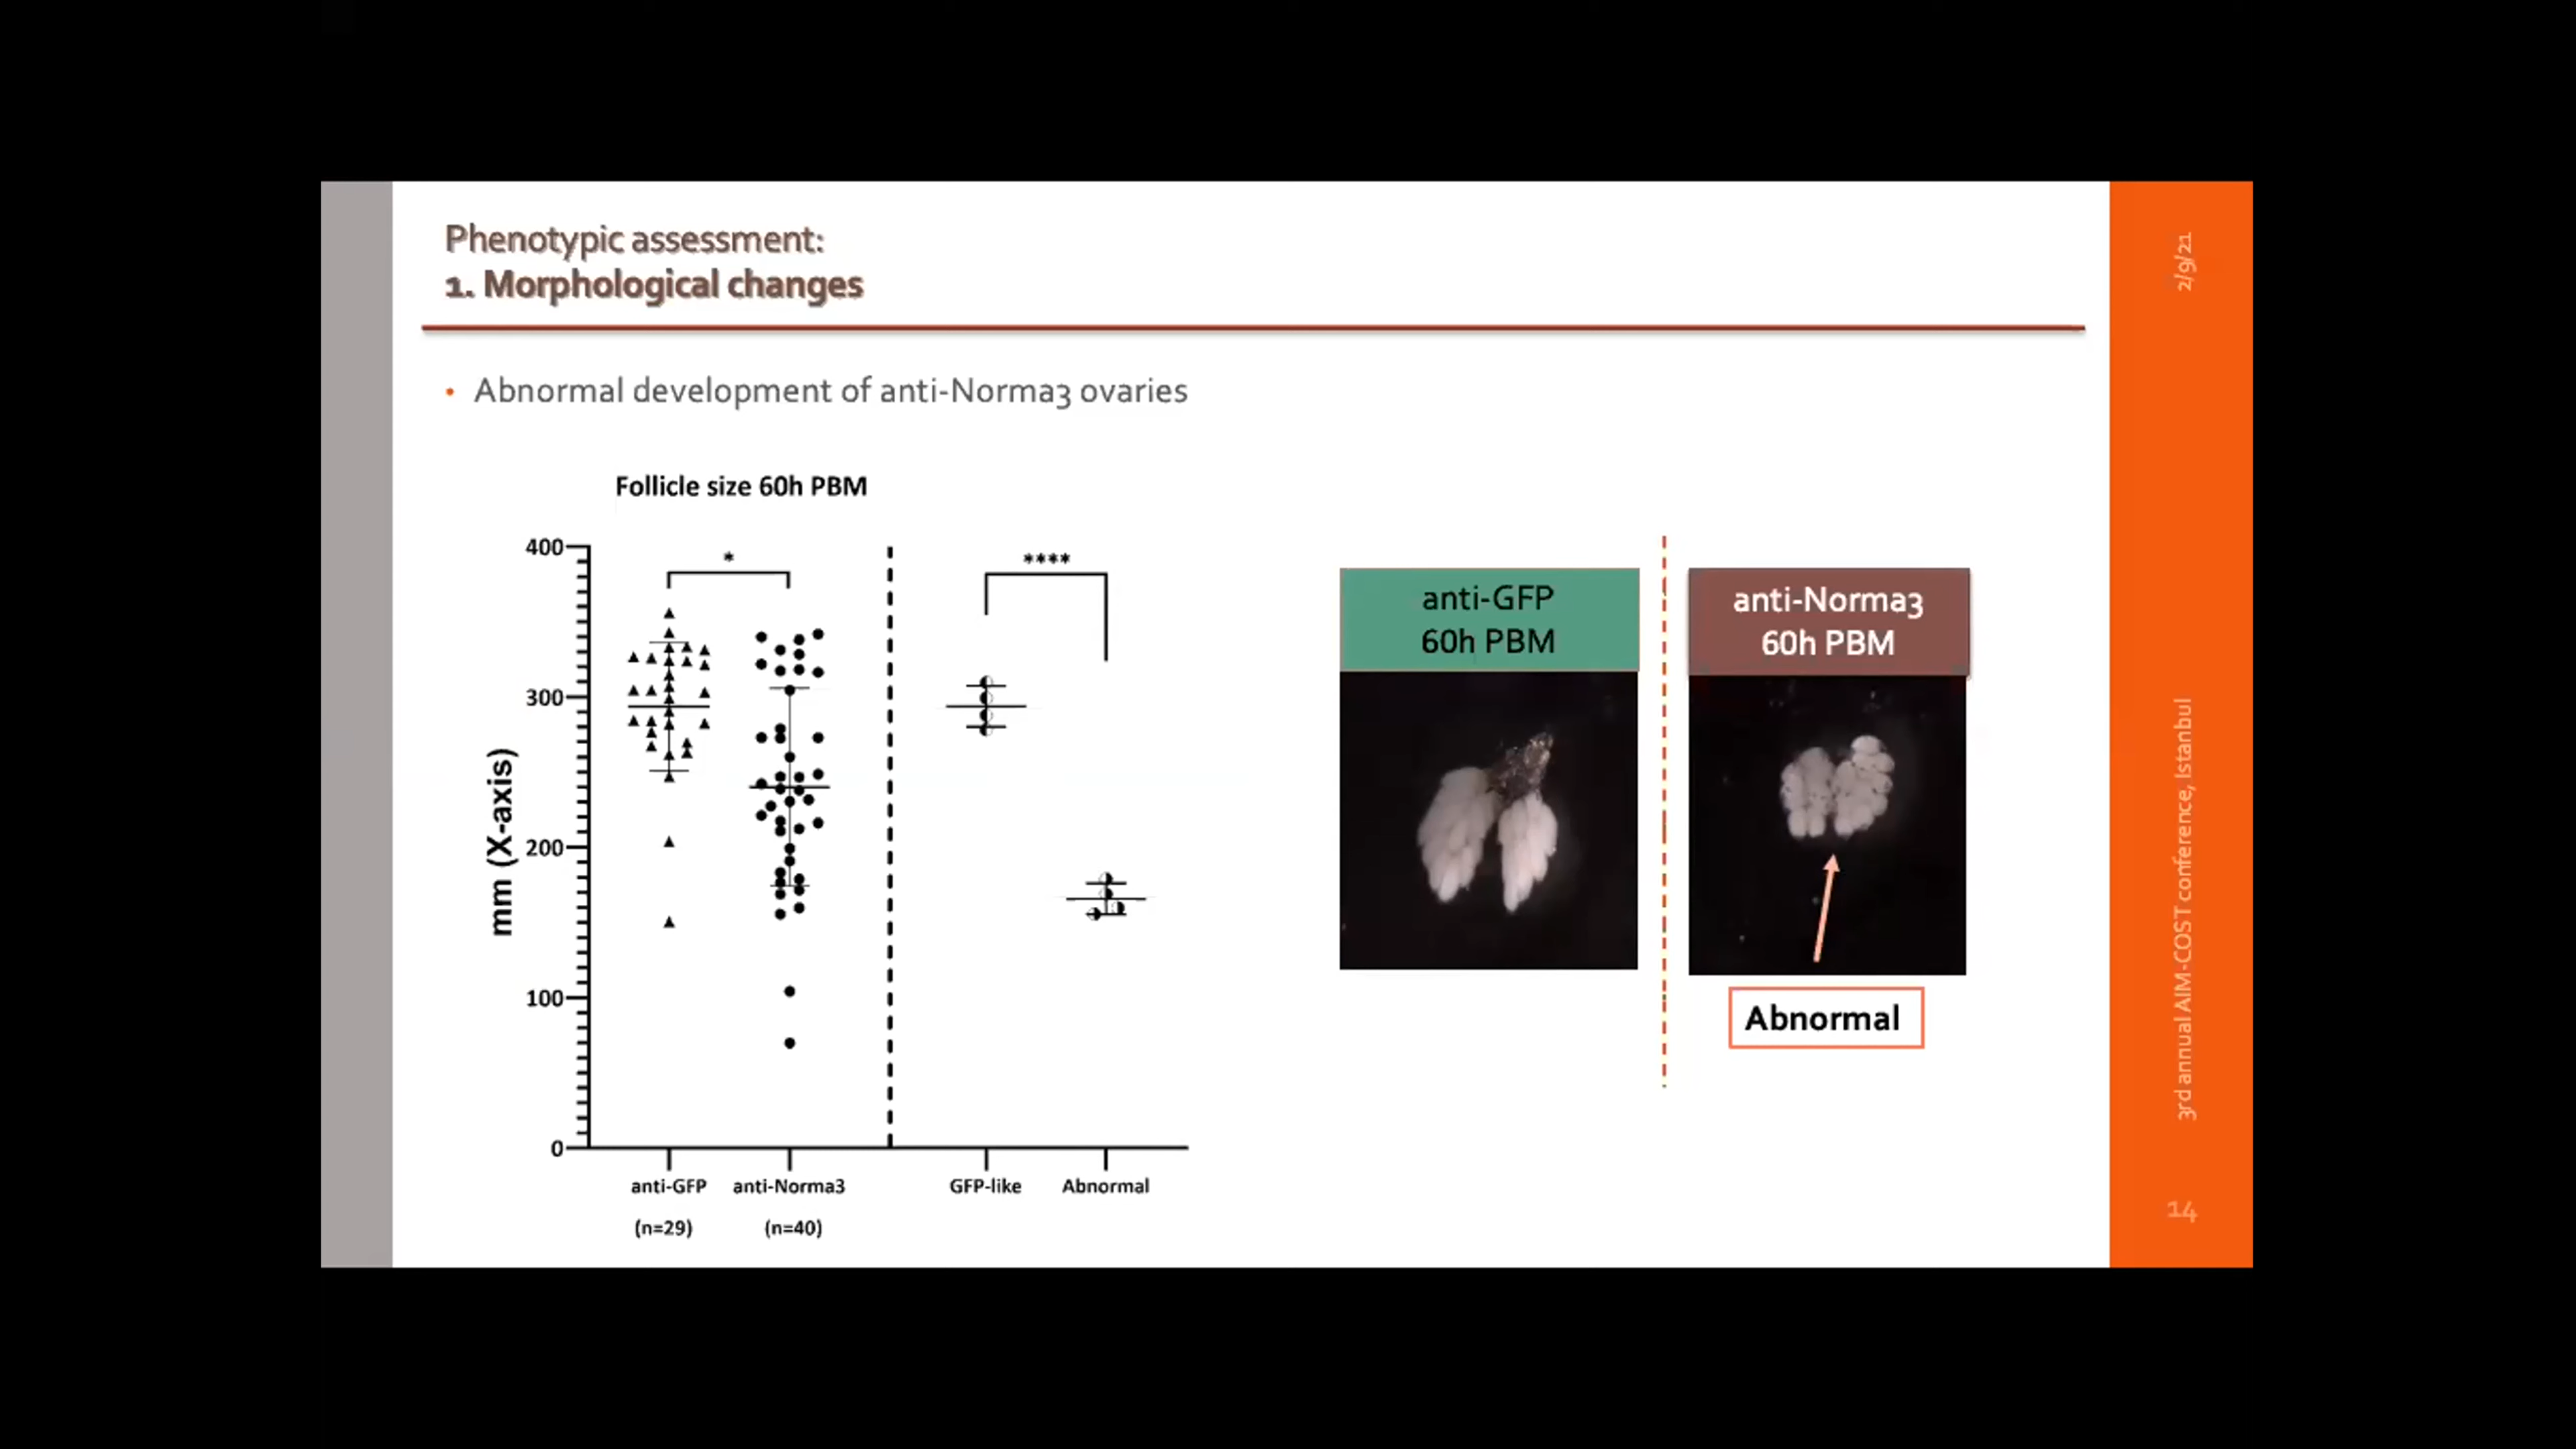 Phenotypic assessment:
1. Morphological changes
• Abnormal development of anti-Norma3 ovaries
Follicle size 60h PBM
mm (X-axis)
400
300
200
100
0
*
****
anti-GFP
anti-Norma3
GFP-like
Abnormal
(n=29)
(n=40)
anti-GFP
60h PBM
anti-Norma3
60h PBM
Abnormal
2/9/21
3rd annual AIM-COST conference, Istanbul
14